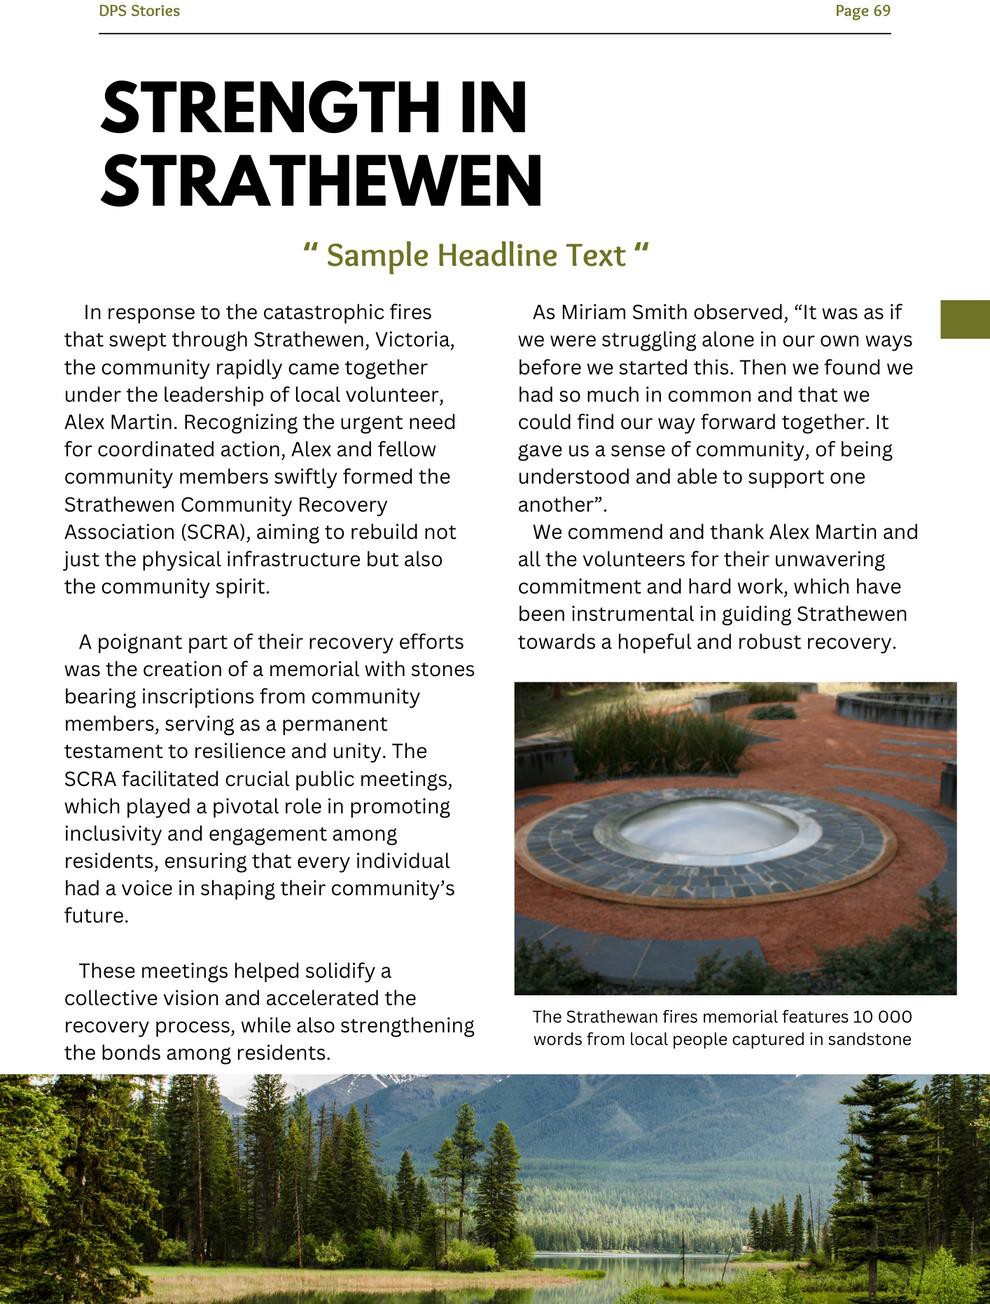 DPS Stories
Page 69
STRENGTH IN
STRATHEWEN
“ Sample Headline Text “
In response to the catastrophic fires
that swept through Strathewen, Victoria,
the community rapidly came together
under the leadership of local volunteer,
Alex Martin. Recognizing the urgent need
for coordinated action, Alex and fellow
community members swiftly formed the
Strathewen Community Recovery
Association (SCRA), aiming to rebuild not
just the physical infrastructure but also
the community spirit.
A poignant part of their recovery efforts
was the creation of a memorial with stones
bearing inscriptions from community
members, serving as a permanent
testament to resilience and unity. The
SCRA facilitated crucial public meetings,
which played a pivotal role in promoting
inclusivity and engagement among
residents, ensuring that every individual
had a voice in shaping their community’s
future.
These meetings helped solidify a
collective vision and accelerated the
recovery process, while also strengthening
the bonds among residents.
As Miriam Smith observed, “It was as if
we were struggling alone in our own ways
before we started this. Then we found we
had so much in common and that we
could find our way forward together. It
gave us a sense of community, of being
understood and able to support one
another”.
We commend and thank Alex Martin and
all the volunteers for their unwavering
commitment and hard work, which have
been instrumental in guiding Strathewen
towards a hopeful and robust recovery.
The Strathewan fires memorial features 10 000
words from local people captured in sandstone